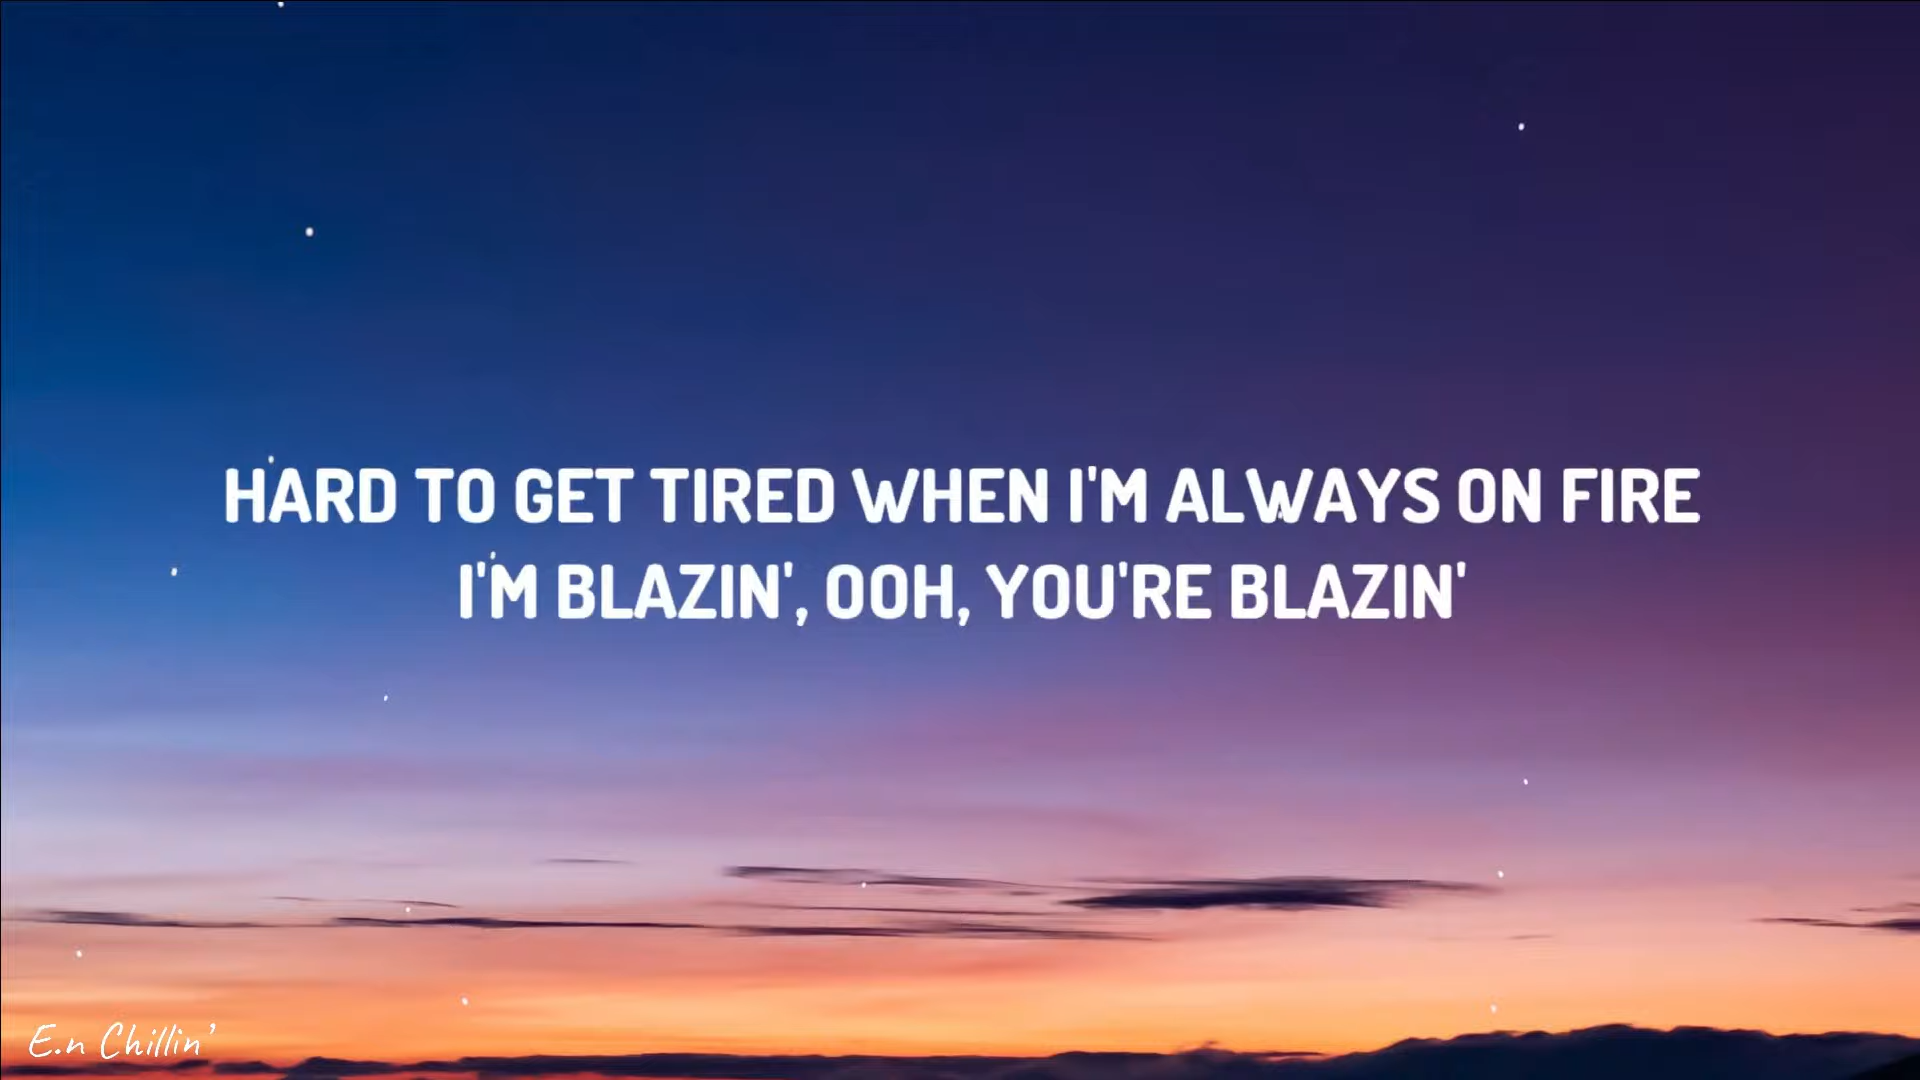 HARD TO GET TIRED WHEN I'M ALWAYS ON FIRE
I'M BLAZIN', OOH, YOU'RE BLAZIN'
E.n Chillin'